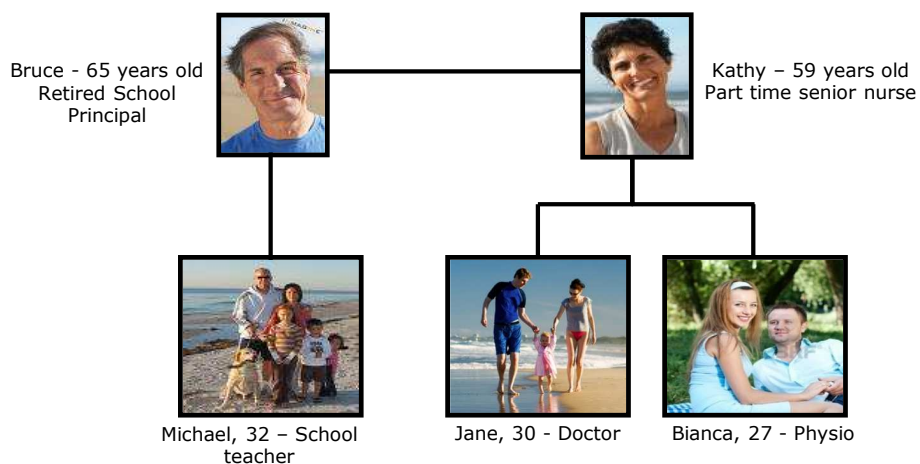 Bruce - 65 years old
Retired School
Principal
Kathy – 59 years old
Part time senior nurse
Michael, 32 – School
teacher
Jane, 30 - Doctor
Bianca, 27 - Physio